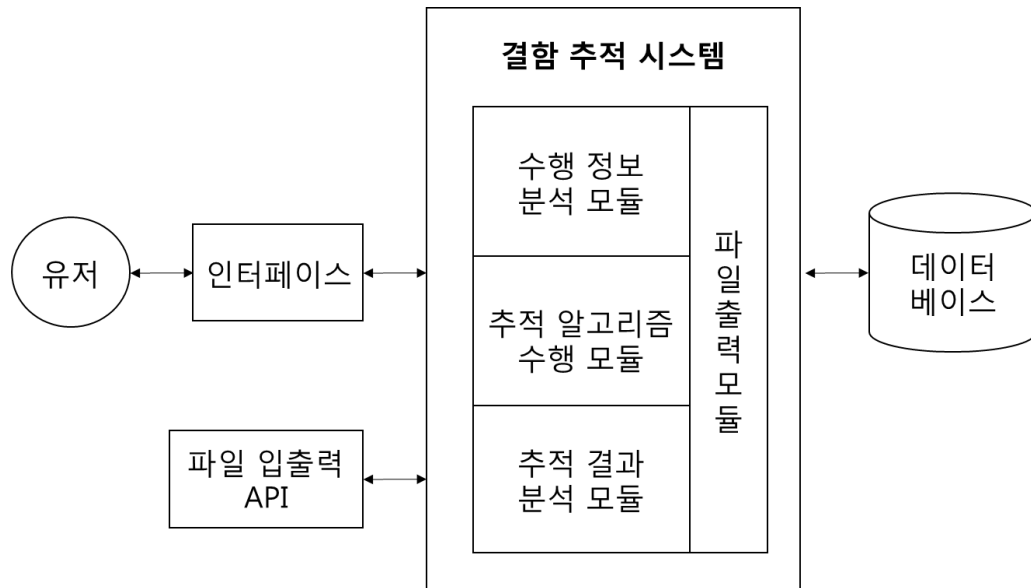 결함 추적 시스템
수행 정보
분석 모듈
추적 알고리즘
수행 모듈
추적 결과
분석 모듈
파
일
출
력
모
듈
유저
인터페이스
파일 입출력
API
데이터
베이스